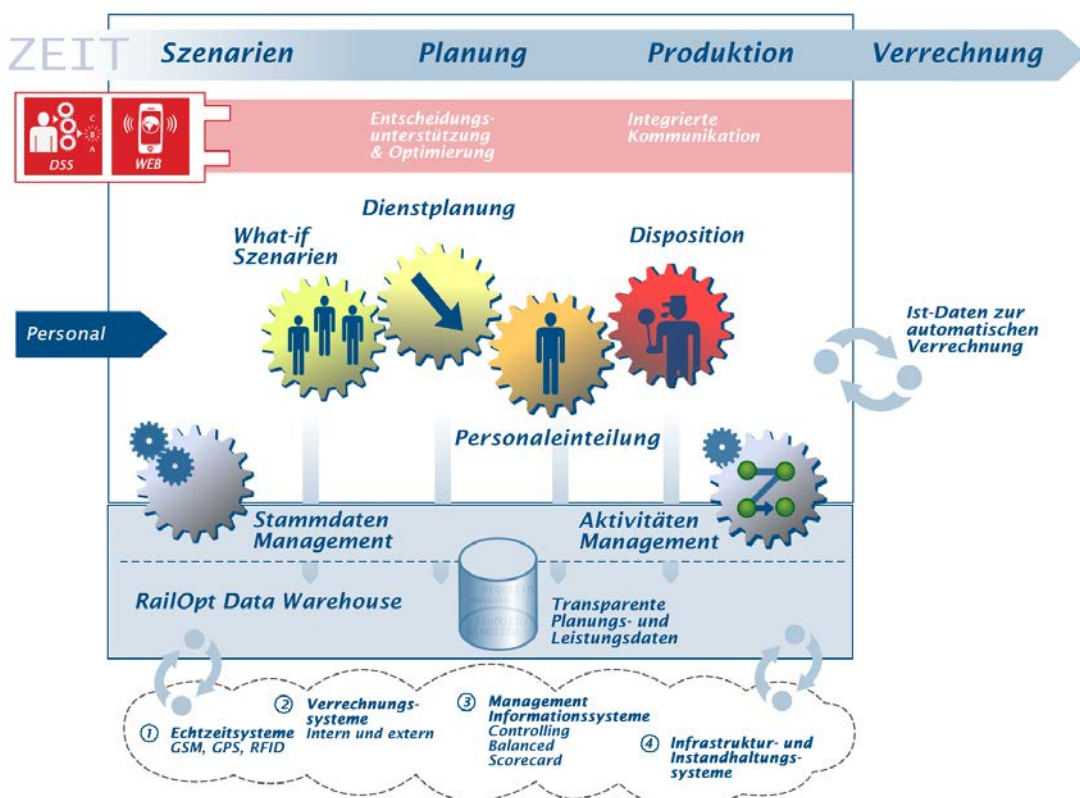 ZEIT
Szenarien
Planung
Produktion
Verrechnung
DSS
C
B
A
WEB
Entscheidungs-
unterstützung
& Optimierung
Integrierte
Kommunikation
Dienstplanung
What-if
Szenarien
Disposition
Personal
Ist-Daten zur
automatischen
Verrechnung
Personaleinteilung
Stammdaten
Management
Aktivitäten
Management
RailOpt Data Warehouse
Transparente
Planungs- und
Leistungsdaten
1 Echtzeitsysteme
GSM, GPS, RFID
2 Verrechnungs-
systeme
Intern und extern
3 Management
Informationssysteme
Controlling
Balanced
Scorecard
4 Infrastruktur- und
Instandhaltungs-
systeme